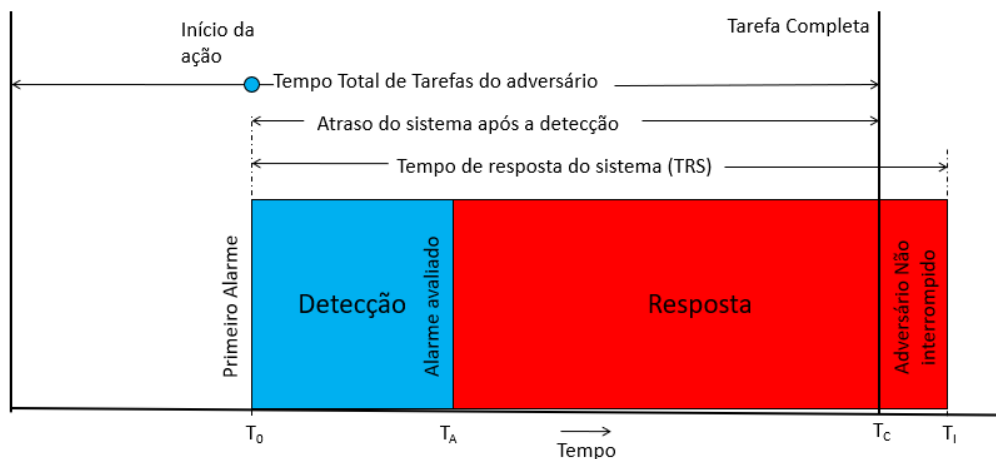 Início da
ação
Tarefa Completa
Tempo Total de Tarefas do adversário
Atraso do sistema após a detecção
Tempo de resposta do sistema (TRS)
Primeiro Alarme
Detecção
Alarme avaliado
Resposta
Adversário Não
interrompido
T0
TA
Tempo
TC
TI